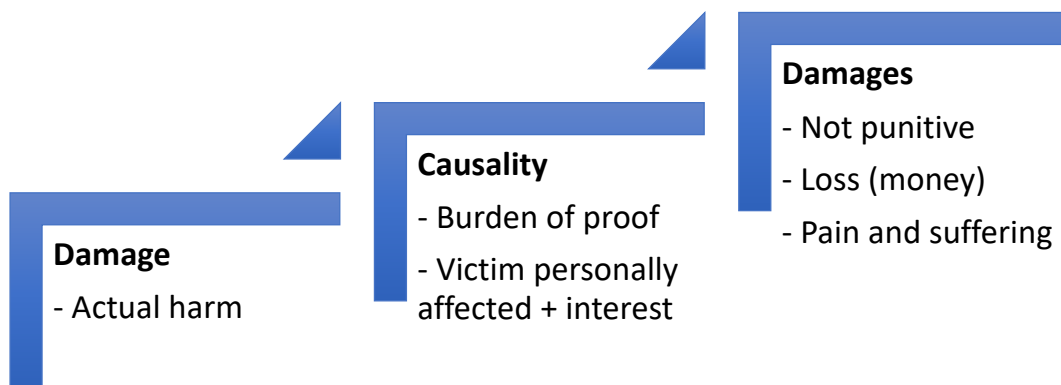 Damage
- Actual harm
Causality
- Burden of proof
- Victim personally
affected + interest
Damages
- Not punitive
- Loss (money)
- Pain and suffering